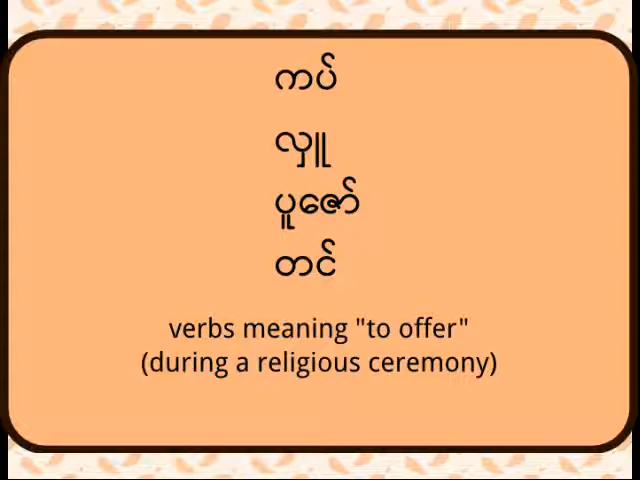 ကပ်
လှူ
ပူဇော်
တင်
verbs meaning "to offer"
(during a religious ceremony)